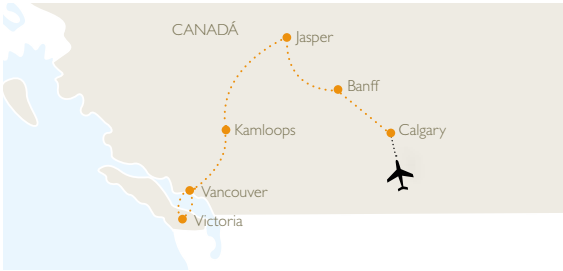 CANADÁ
Jasper
Banff
Kamloops
Calgary
Vancouver
Victoria